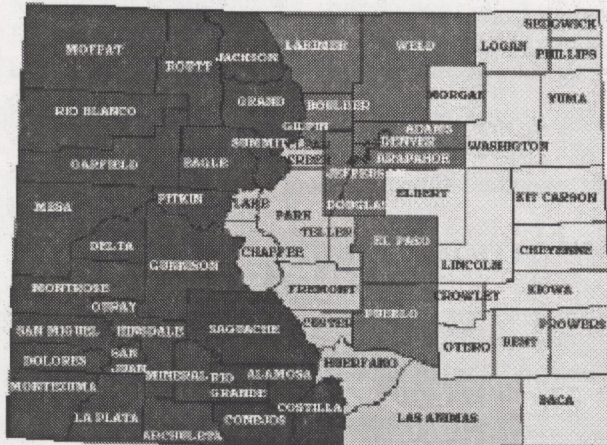 SEDGWICK
LOGAN
PHILLIPS
MOFFAT
ROUTT
JACKSON
LARIMER
WELD
MORGAN
YUMA
RIO BLANCO
GRAND
BOULDER
GILPIN
ADAMS
DENVER
WASHINGTON
ARAPAHOE
SUMMIT
CLEAR
CREEK
GARFIELD
EAGLE
JEFFERSON
PITKIN
LAKE
DOUGLAS
ELBERT
KIT CARSON
MESA
PARK
TELLER
DELTA
GUNNISON
CHAFFEE
EL PASO
LINCOLN
CHEYENNE
MONTROSE
OURAY
FREMONT
CROWLEY
KIOWA
SAN MIGUEL
HINSDALE
SAGUACHE
CUSTER
PUEBLO
PROWERS
OTERO
BENT
DOLORES
SAN
JUAN
MINERAL
RIO
GRANDE
ALAMOSA
HUERFANO
MONTEZUMA
LA PLATA
ARCHULETA
CONEJOS
COSTILLA
LAS ANIMAS
BACA